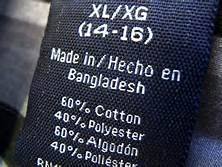 XL/XG
(14-16)
Made in/Hecho en
Bangladesh
60% Cotton
40% Polyester
60% Algodón
40% Poliéster